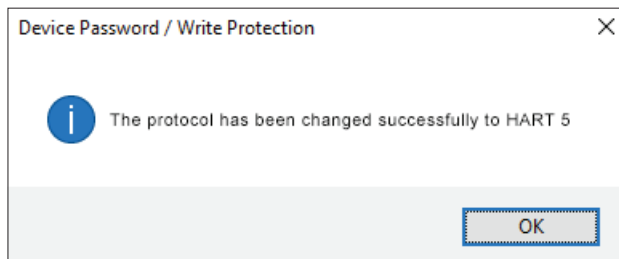 Device Password / Write Protection
The protocol has been changed successfully to HART 5
OK